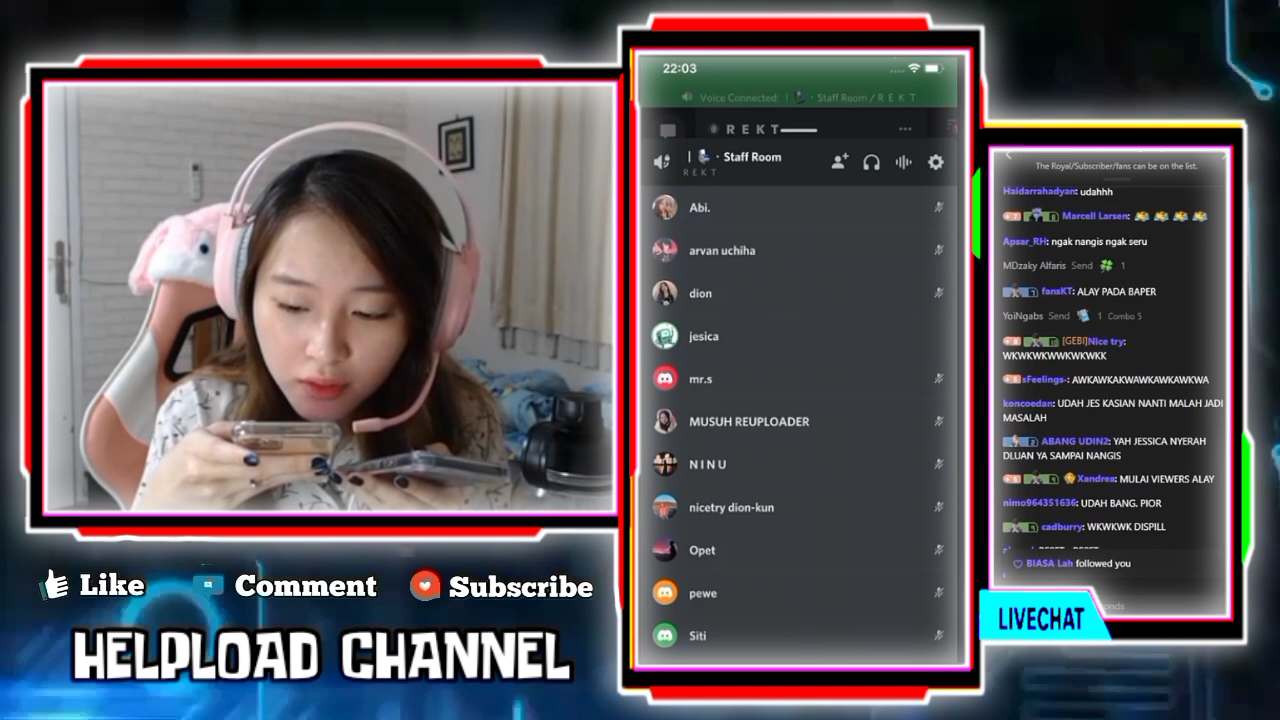 22:03
Voice Connected: | · Staff Room / R E K T
R E K T
| · Staff Room
R E K T
Abi.
arvan uchiha
dion
jesica
mr.s
MUSUH REUPLOADER
N I N U
nicetry dion-kun
Opet
pewe
Siti
The Royal/Subscriber/fans can be on the list.
Haidarrahadyan: udahhh
Marcell Larsen:
Apsar_RH: ngak nangis ngak seru
MDzaky Alfaris Send 1
fansKT: ALAY PADA BAPER
YoiNgabs Send 1 Combo 5
[GEBI]Nice try:
WKWKWKWWKWKWKK
sFeelings-: AWKAWKAKWAWKAWKAWKWA
koncoedan: UDAH JES KASIAN NANTI MALAH JADI
MASALAH
ABANG UDIN2: YAH JESSICA NYERAH
DLUAN YA SAMPAI NANGIS
Xandrea: MULAI VIEWERS ALAY
nimo964351636: UDAH BANG. PIOR
cadburry: WKWKWK DISPILL
BIASA Lah followed you
LIVECHAT
Like
Comment
Subscribe
HELPLOAD CHANNEL